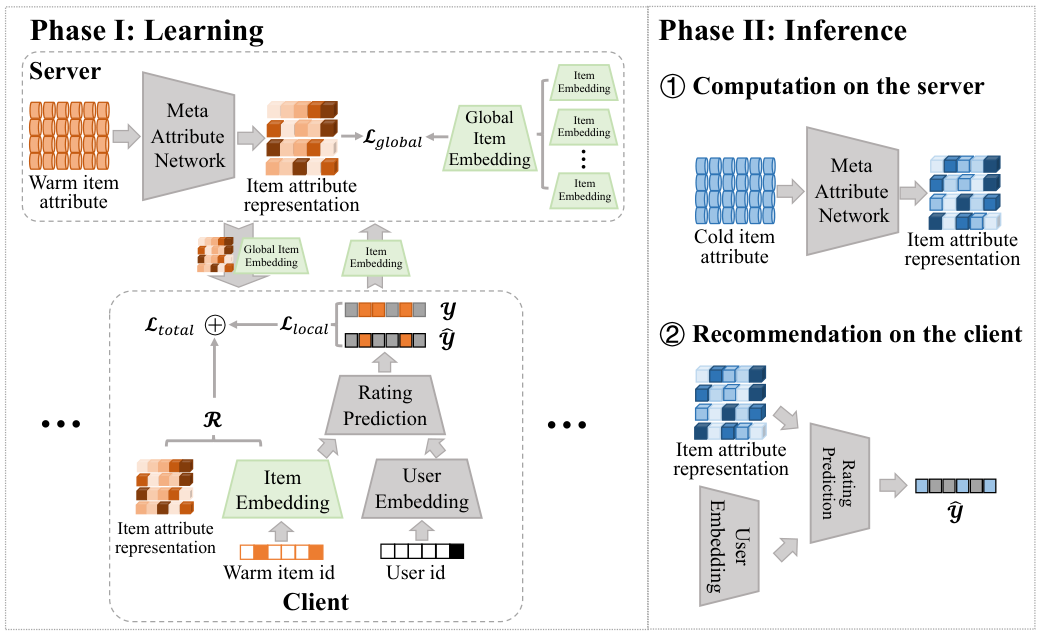 Phase I: Learning
Server
Warm item
attribute
Meta
Attribute
Network
Item attribute
representation
ℒ_global
Global
Item
Embedding
Item
Embedding
Item
Embedding
⋮
Item
Embedding
Global Item
Embedding
Item
Embedding
ℒ_total
ℒ_local
𝒴
𝒴̂
Rating
Prediction
ℛ
•••
•••
Item attribute
representation
Item
Embedding
User
Embedding
Warm item id
User id
Client
Phase II: Inference
① Computation on the server
Cold item
attribute
Meta
Attribute
Network
Item attribute
representation
② Recommendation on the client
Item attribute
representation
User
Embedding
Rating
Prediction
𝒴̂